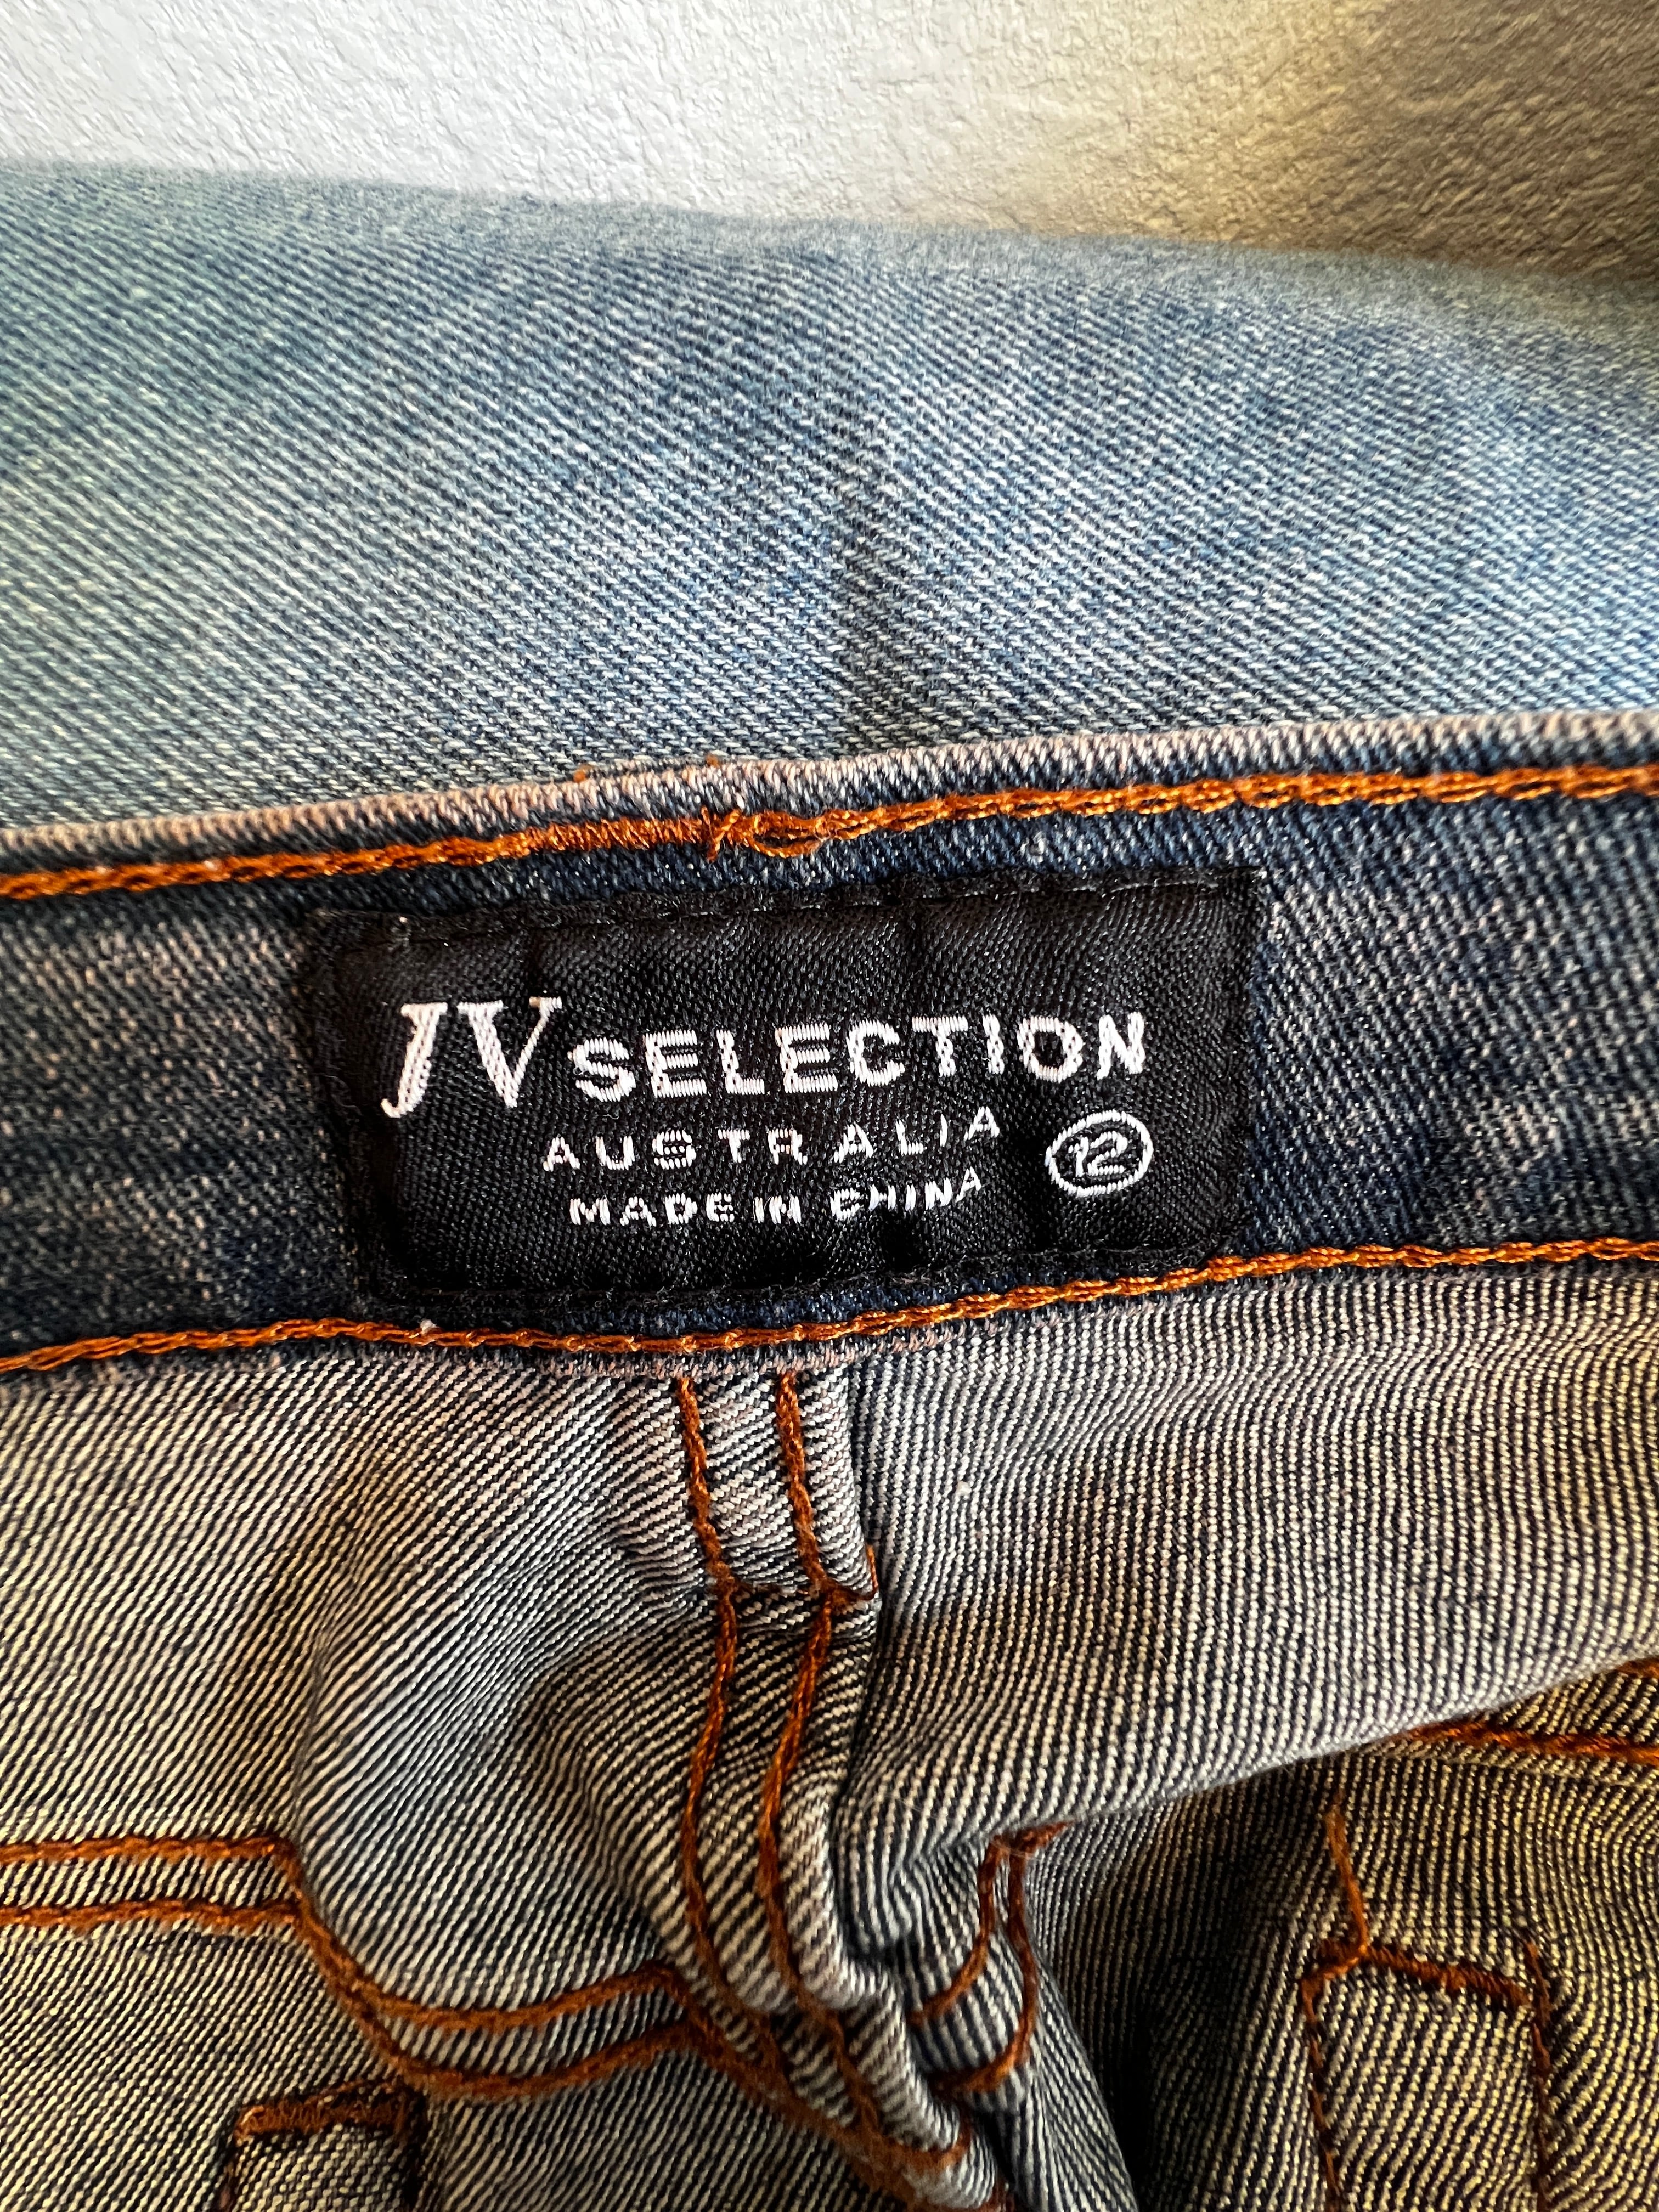 JV SELECTION
AUSTRALIA
12
MADE IN CHINA